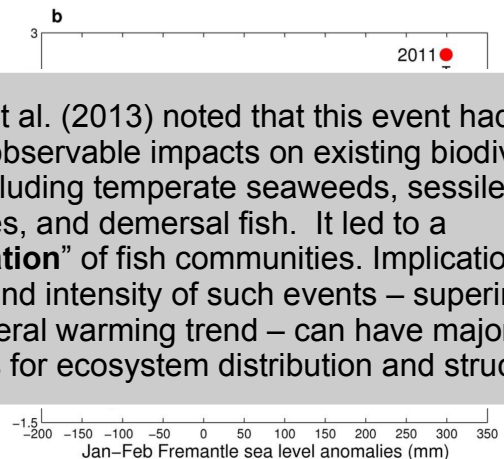 b
3
2011
t al. (2013) noted that this event had
observable impacts on existing biodiv
cluding temperate seaweeds, sessile
es, and demersal fish. It led to a
ation” of fish communities. Implicatio
nd intensity of such events – superir
eral warming trend – can have major
s for ecosystem distribution and struc
-1.5
-200 -150 -100 -50 0 50 100 150 200 250 300 350
Jan-Feb Fremantle sea level anomalies (mm)